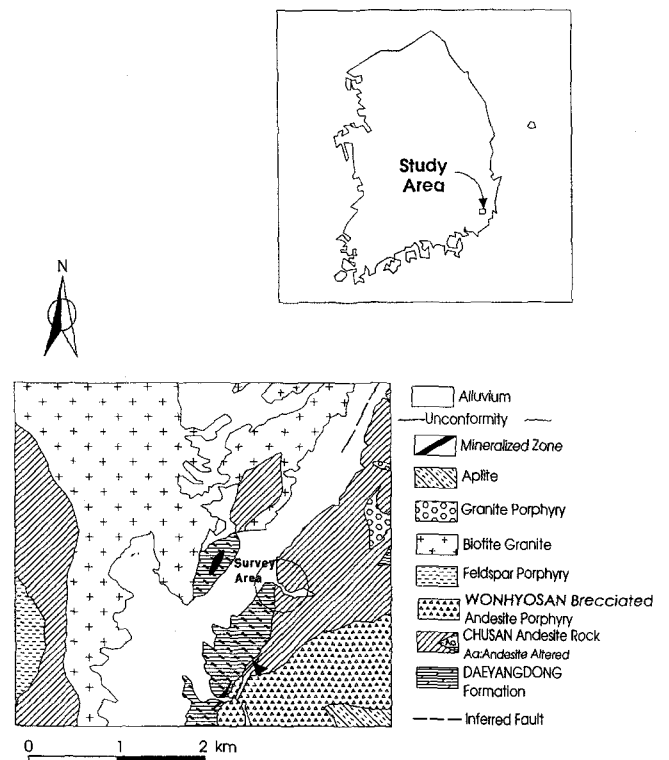 Study
Area
N
Survey
Area
Alluvium
Unconformity
Mineralized Zone
Aplite
Granite Porphyry
Biotite Granite
Feldspar Porphyry
WONHYOSAN Brecciated
Andesite Porphyry
CHUSAN Andesite Rock
Aa:Andesite Altered
DAEYANGDONG
Formation
Inferred Fault
0 1 2 km